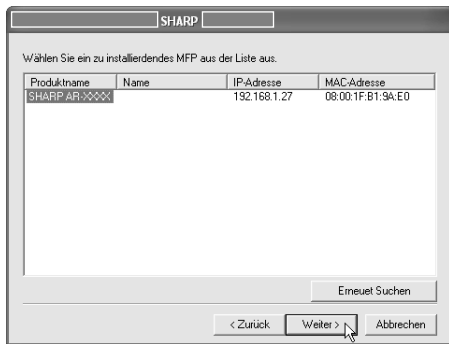 SHARP
Wählen Sie ein zu installierdendes MFP aus der Liste aus.
Produktname Name IP-Adresse MAC-Adresse
SHARP AR-XXXX 192.168.1.27 08:00:1F:B1:9A:E0
Erneuet Suchen
< Zurück Weiter > Abbrechen